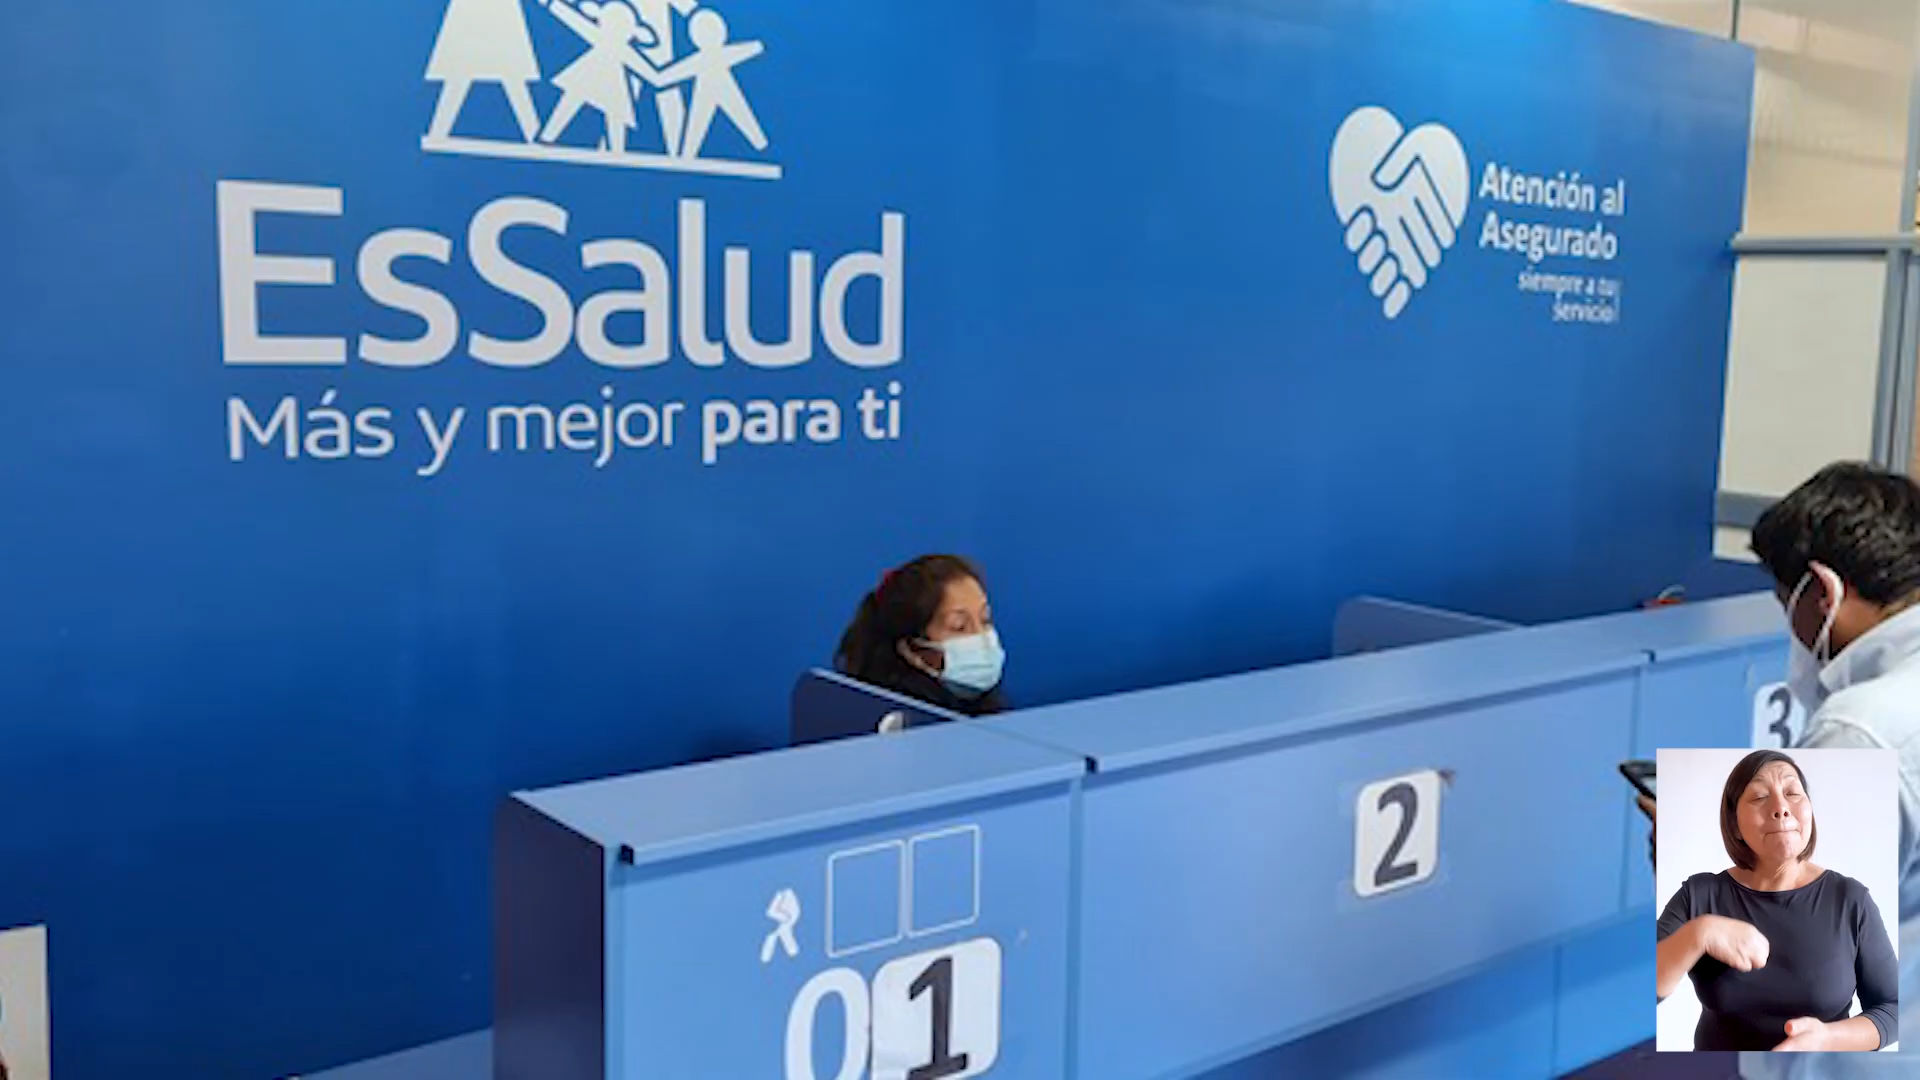 EsSalud
Más y mejor para ti
Atención al
Asegurado
siempre a tu
servicio
3
2
01